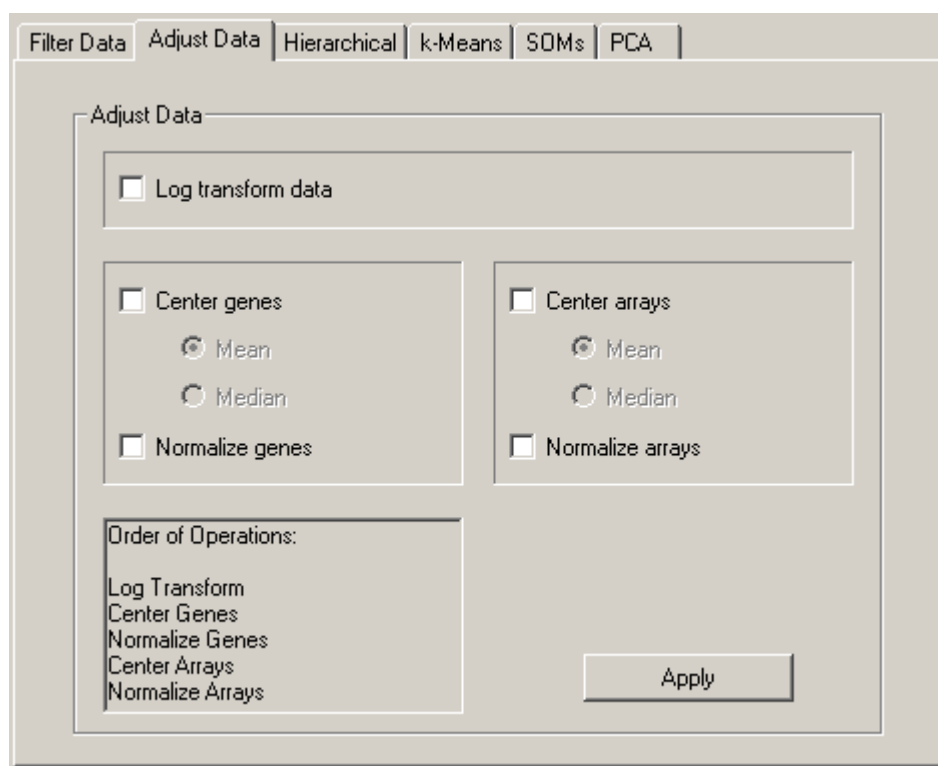 Filter Data Adjust Data Hierarchical k-Means SOMs PCA
Adjust Data
Log transform data
Center genes
Mean
Median
Normalize genes
Center arrays
Mean
Median
Normalize arrays
Order of Operations:
Log Transform
Center Genes
Normalize Genes
Center Arrays
Normalize Arrays
Apply